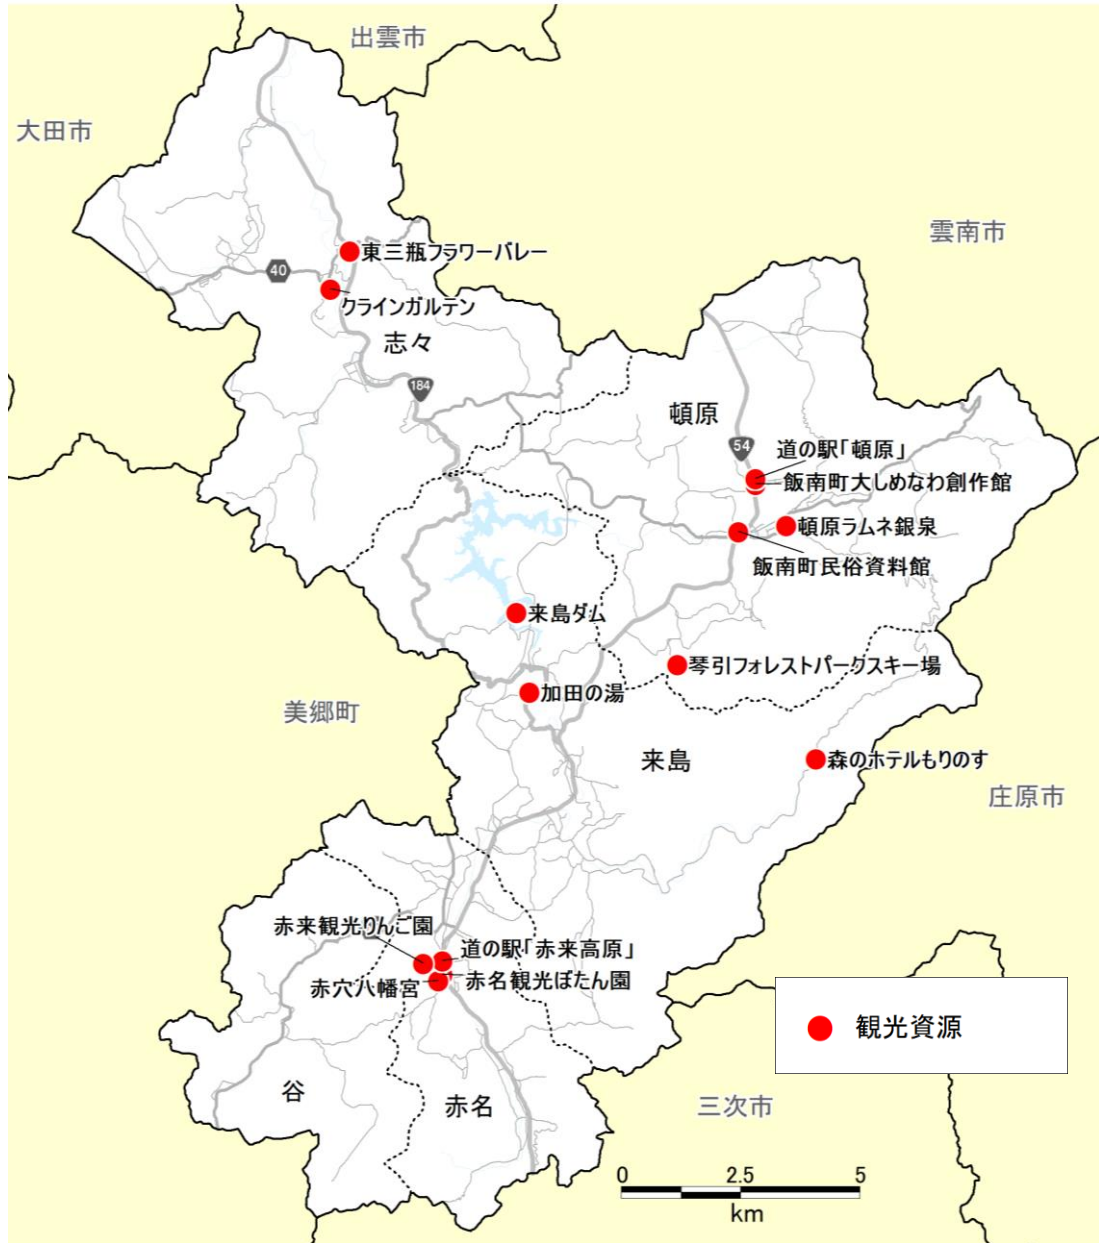 出雲市
大田市
雲南市
東三瓶フラワーバレー
40
クラインガルテン
志々
184
頓原
54
道の駅「頓原」
飯南町大しめなわ創作館
頓原ラムネ銀泉
飯南町民俗資料館
来島ダム
琴引フォレストパークスキー場
加田の湯
美郷町
来島
森のホテルもりのす
庄原市
赤来観光りんご園
道の駅「赤来高原」
赤名観光ぼたん園
赤穴八幡宮
観光資源
谷
赤名
三次市
0 2.5 5
km